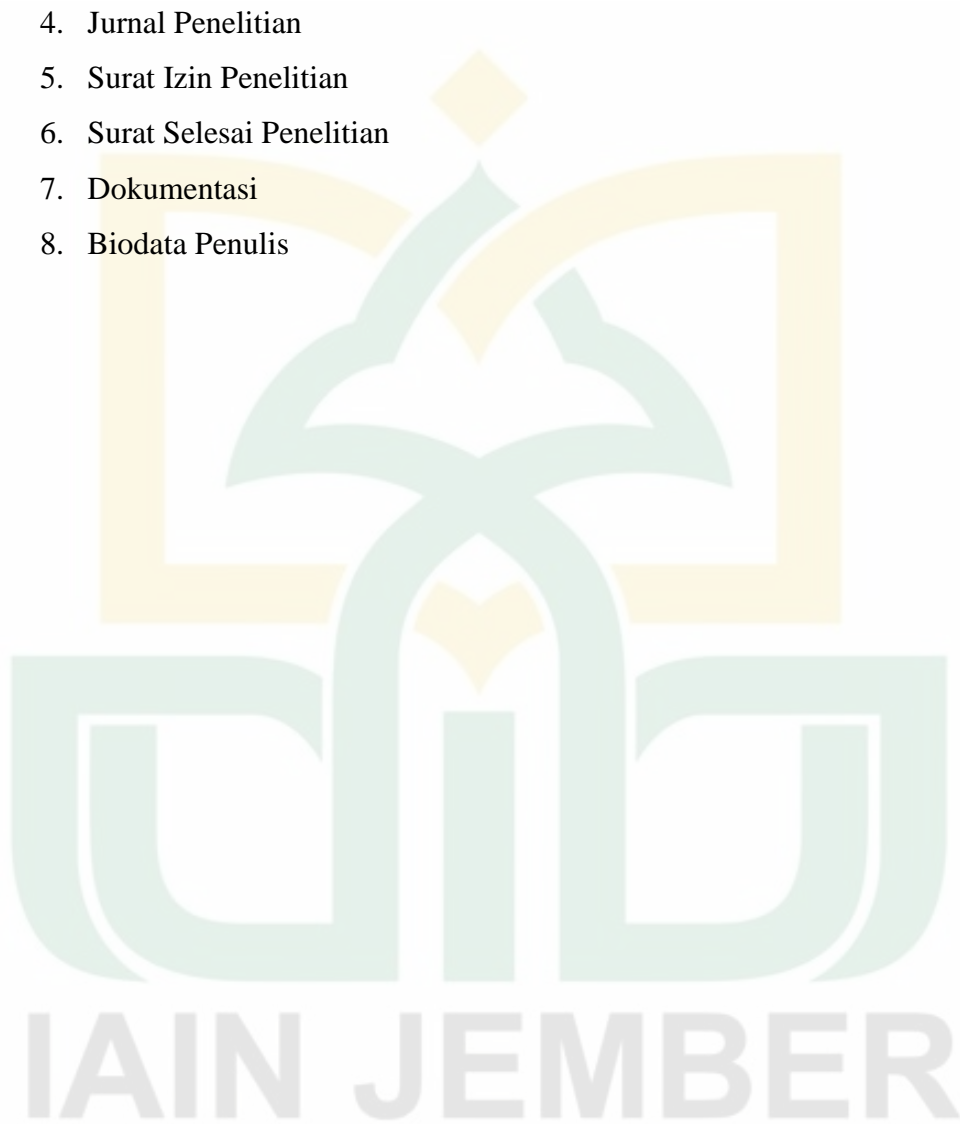 4. Jurnal Penelitian
5. Surat Izin Penelitian
6. Surat Selesai Penelitian
7. Dokumentasi
8. Biodata Penulis
IAIN JEMBER